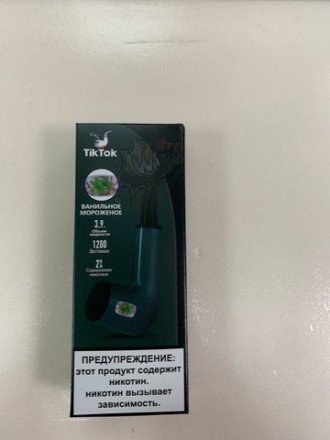 TikTok
ВАНИЛЬНОЕ
МОРОЖЕНОЕ
3,9
Объем
жидкости
1200
Затяжек
2%
Содержание
никотина
ПРЕДУПРЕЖДЕНИЕ:
этот продукт содержит
никотин.
никотин вызывает
зависимость.